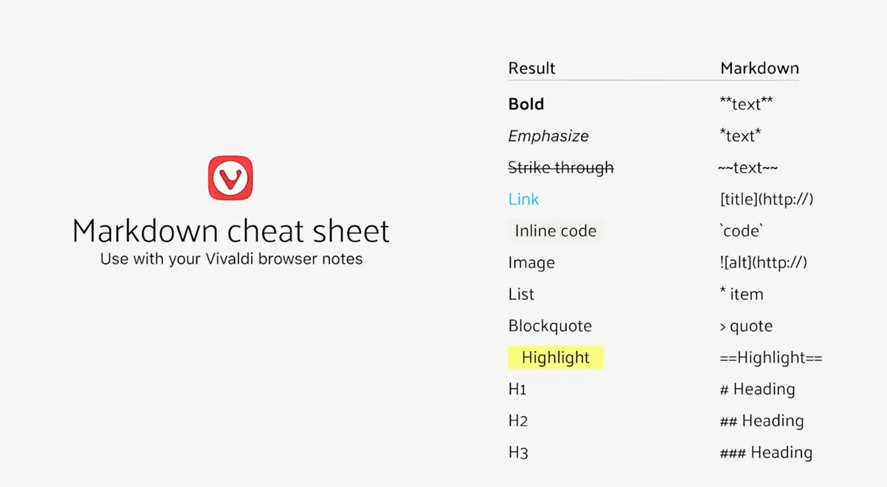 Markdown cheat sheet
Use with your Vivaldi browser notes
Result Markdown
Bold **text**
Emphasize *text*
Strike through ~~text~~
Link [title](http://)
Inline code `code`
Image ![alt](http://)
List * item
Blockquote > quote
Highlight ==Highlight==
H1 # Heading
H2 ## Heading
H3 ### Heading